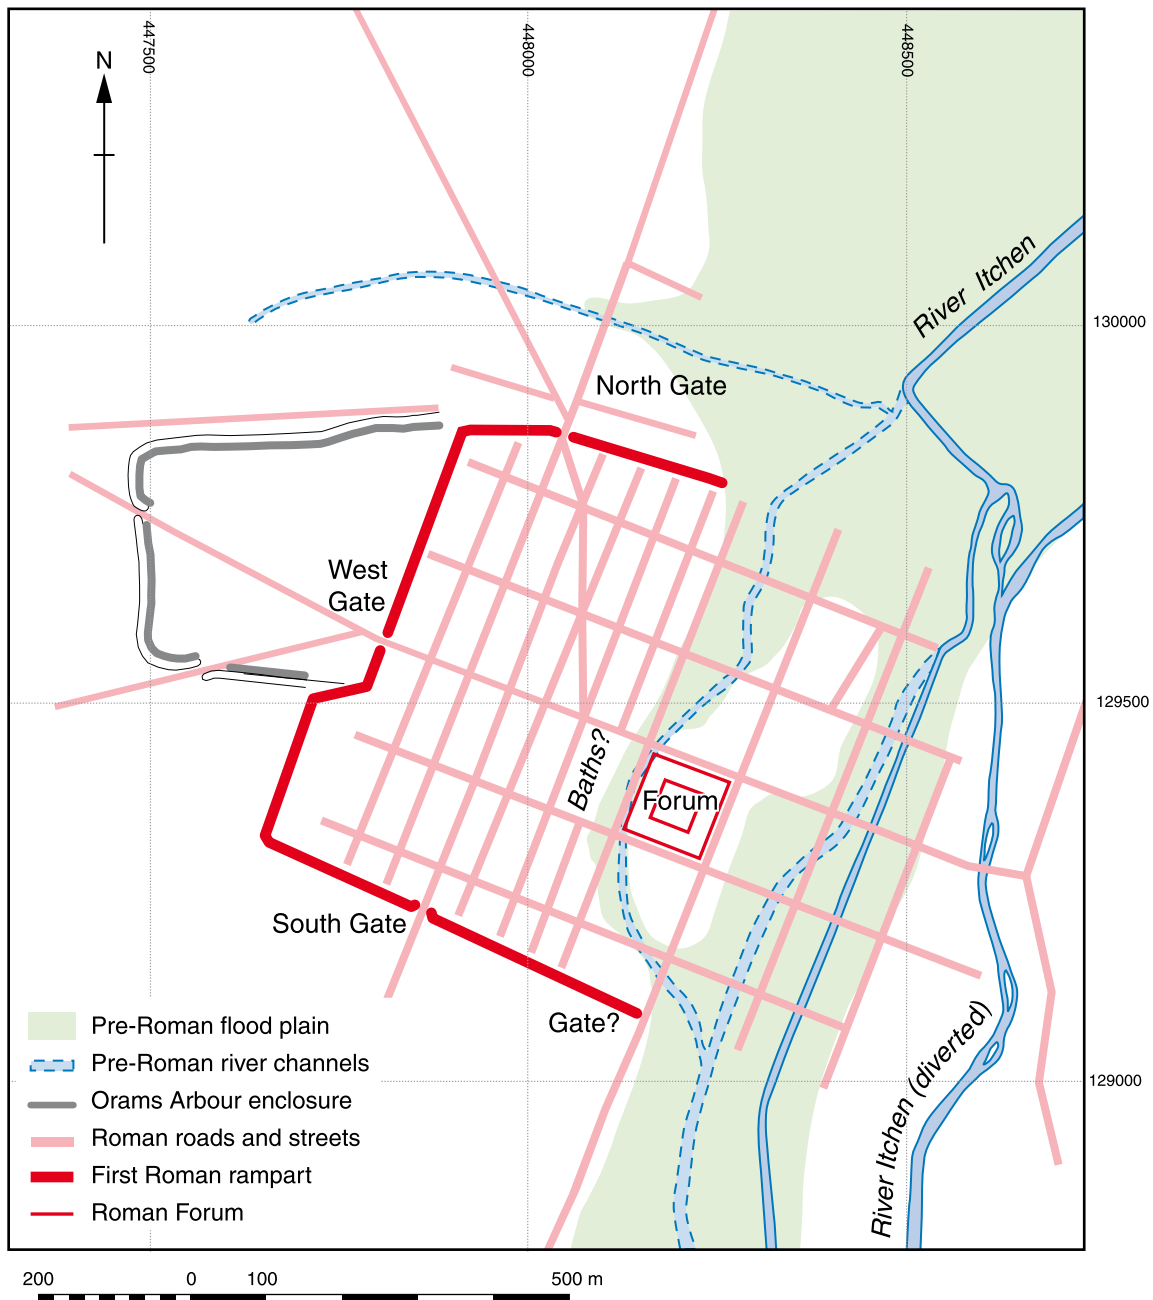 447500
448000
448500
N
River Itchen
130000
North Gate
West
Gate
129500
Baths?
Forum
South Gate
Gate?
River Itchen (diverted)
129000
Pre-Roman flood plain
Pre-Roman river channels
Orams Arbour enclosure
Roman roads and streets
First Roman rampart
Roman Forum
200 0 100 500 m